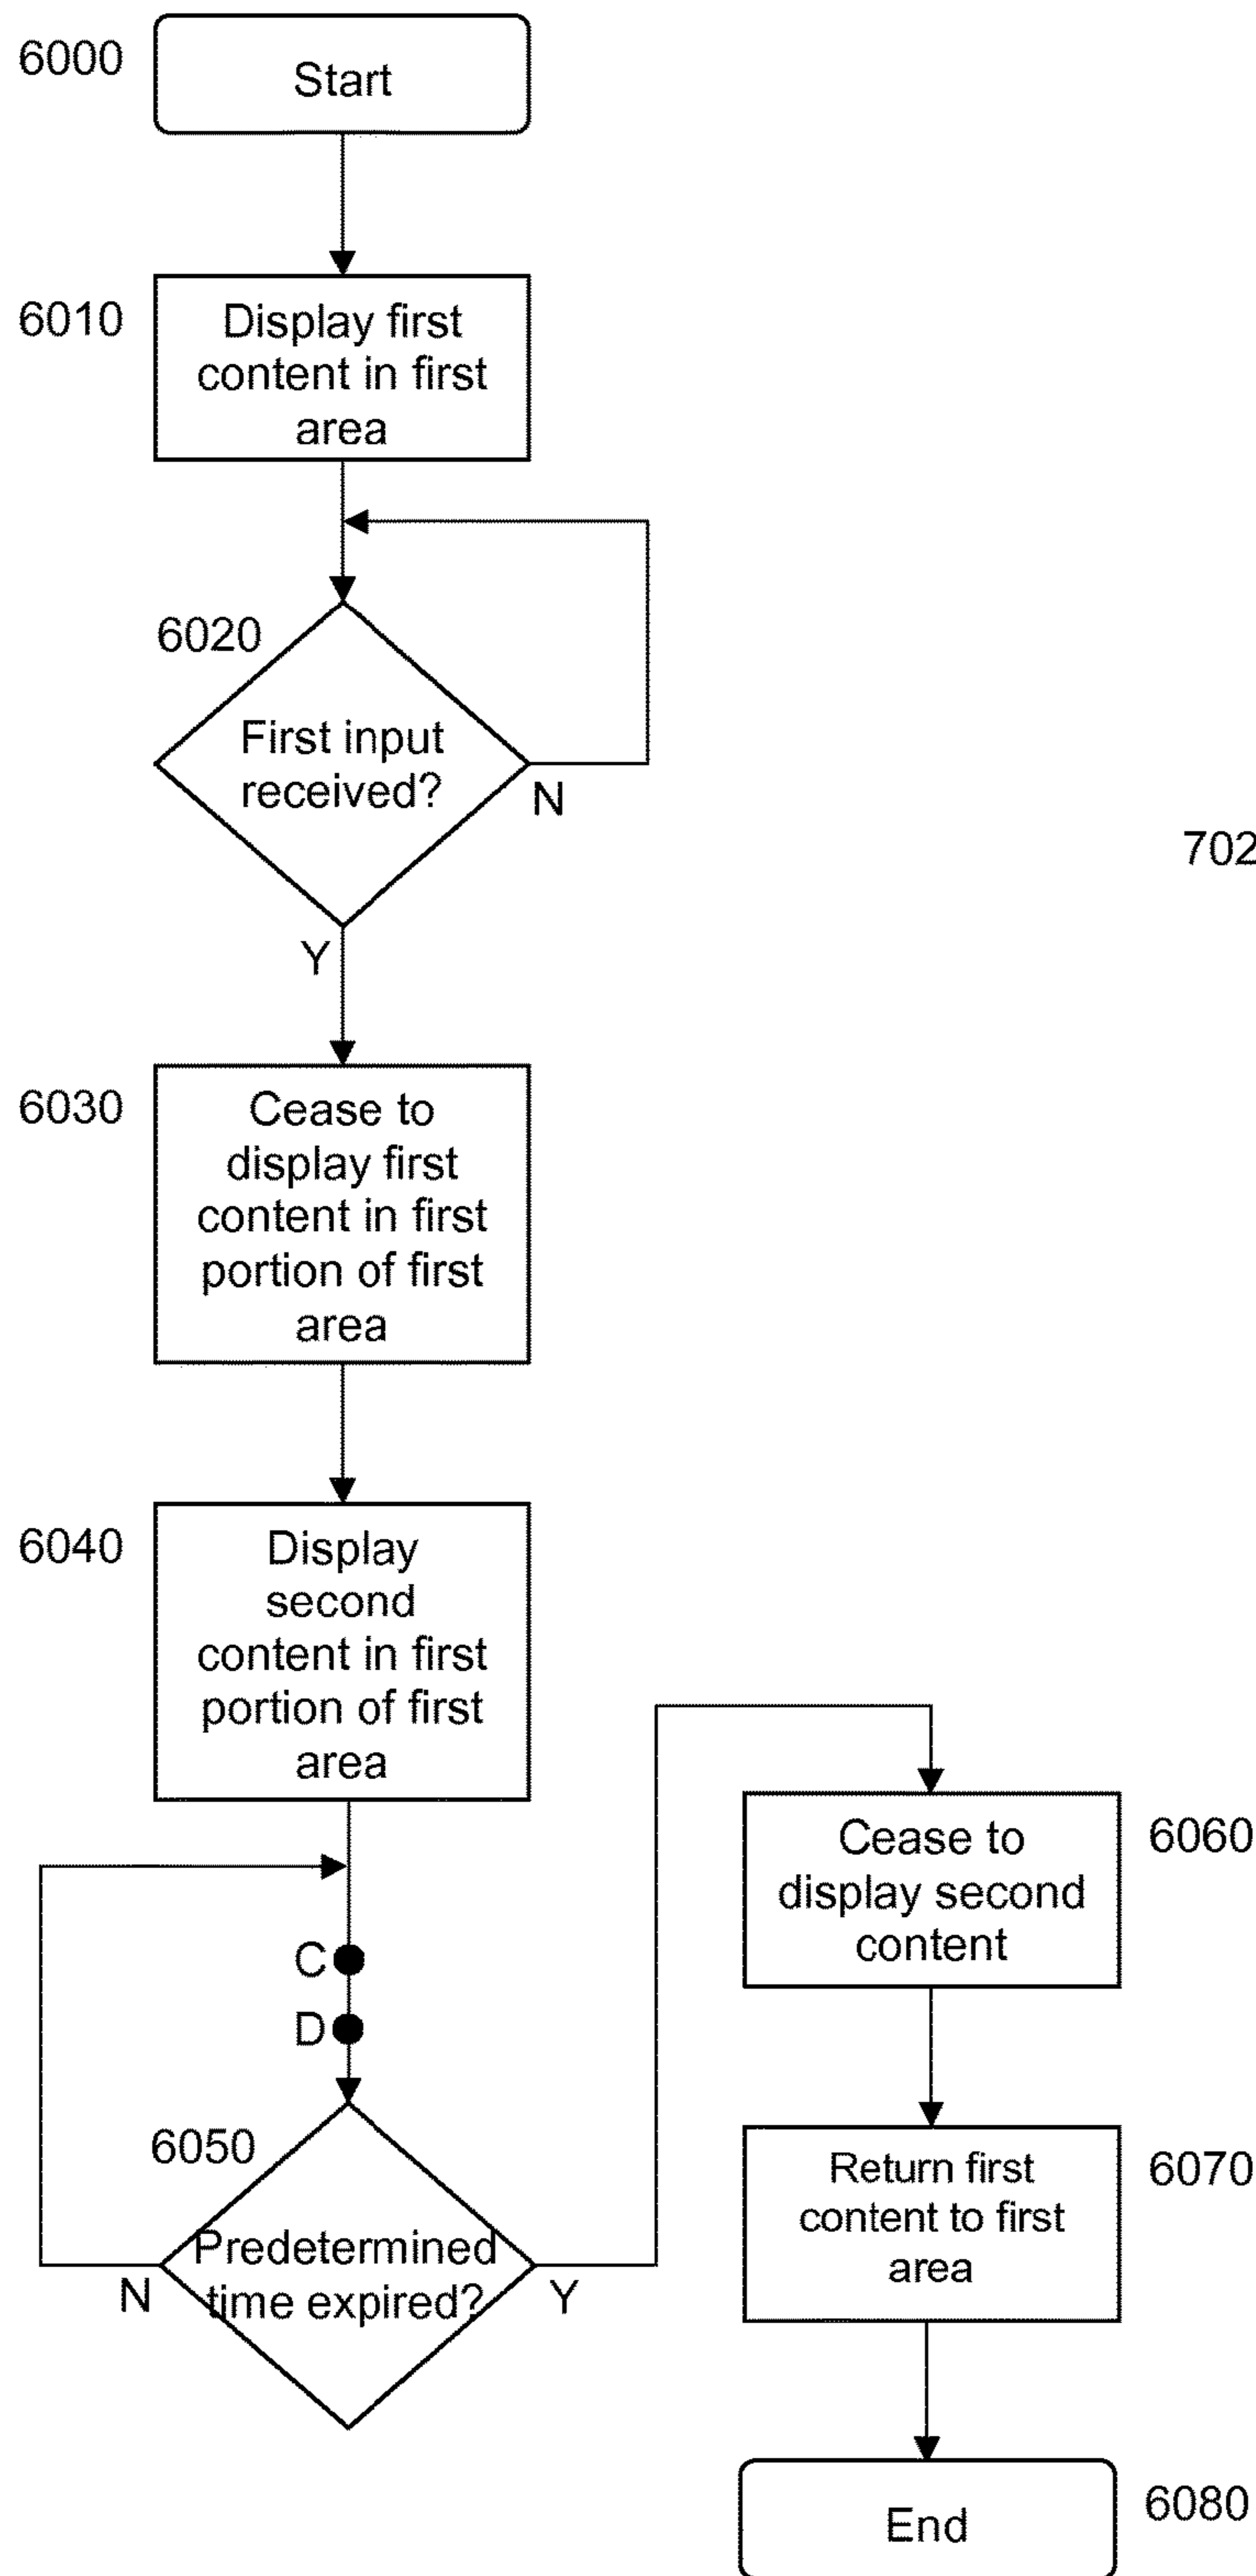 6000
Start
6010
Display first
content in first
area
6020
First input
received?
N
702
Y
6030
Cease to
display first
content in first
portion of first
area
6040
Display
second
content in first
portion of first
area
C
D
6050
Predetermined
time expired?
N
Y
6060
Cease to
display second
content
6070
Return first
content to first
area
6080
End